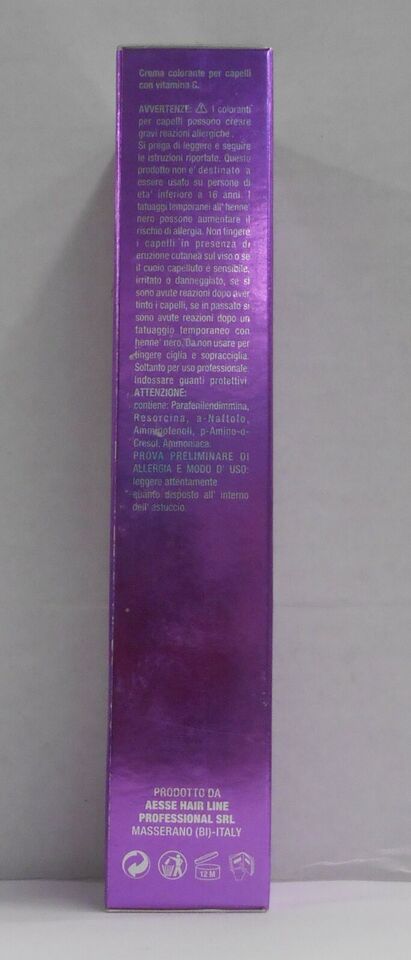 Crema colorante per capelli
con vitamina C.
AVVERTENZE: ⚠ I coloranti
per capelli possono creare
gravi reazioni allergiche.
Si prega di leggere e seguire
le istruzioni riportate. Questo
prodotto non e' destinato a
essere usato su persone di
eta' inferiore a 16 anni. I
tatuaggi temporanei all' henne'
nero possono aumentare il
rischio di allergia. Non tingere
i capelli in presenza di
eruzione cutanea sul viso o se
il cuoio capelluto è sensibile,
irritato o danneggiato, se si
sono avute reazioni dopo aver
tinto i capelli, se in passato si
sono avute reazioni dopo un
tatuaggio temporaneo con
henne' nero. Da non usare per
tingere ciglia e sopracciglia.
Soltanto per uso professionale.
Indossare guanti protettivi.
ATTENZIONE:
contiene: Parafenilendimmina,
Resorcina, a-Naftolo,
Amminofenoli, p-Amino-o-
Cresol, Ammoniaca.
PROVA PRELIMINARE DI
ALLERGIA E MODO D' USO:
leggere attentamente
quanto disposto all' interno
dell' astuccio.
PRODOTTO DA
AESSE HAIR LINE
PROFESSIONAL SRL
MASSERANO (BI)-ITALY
12 M